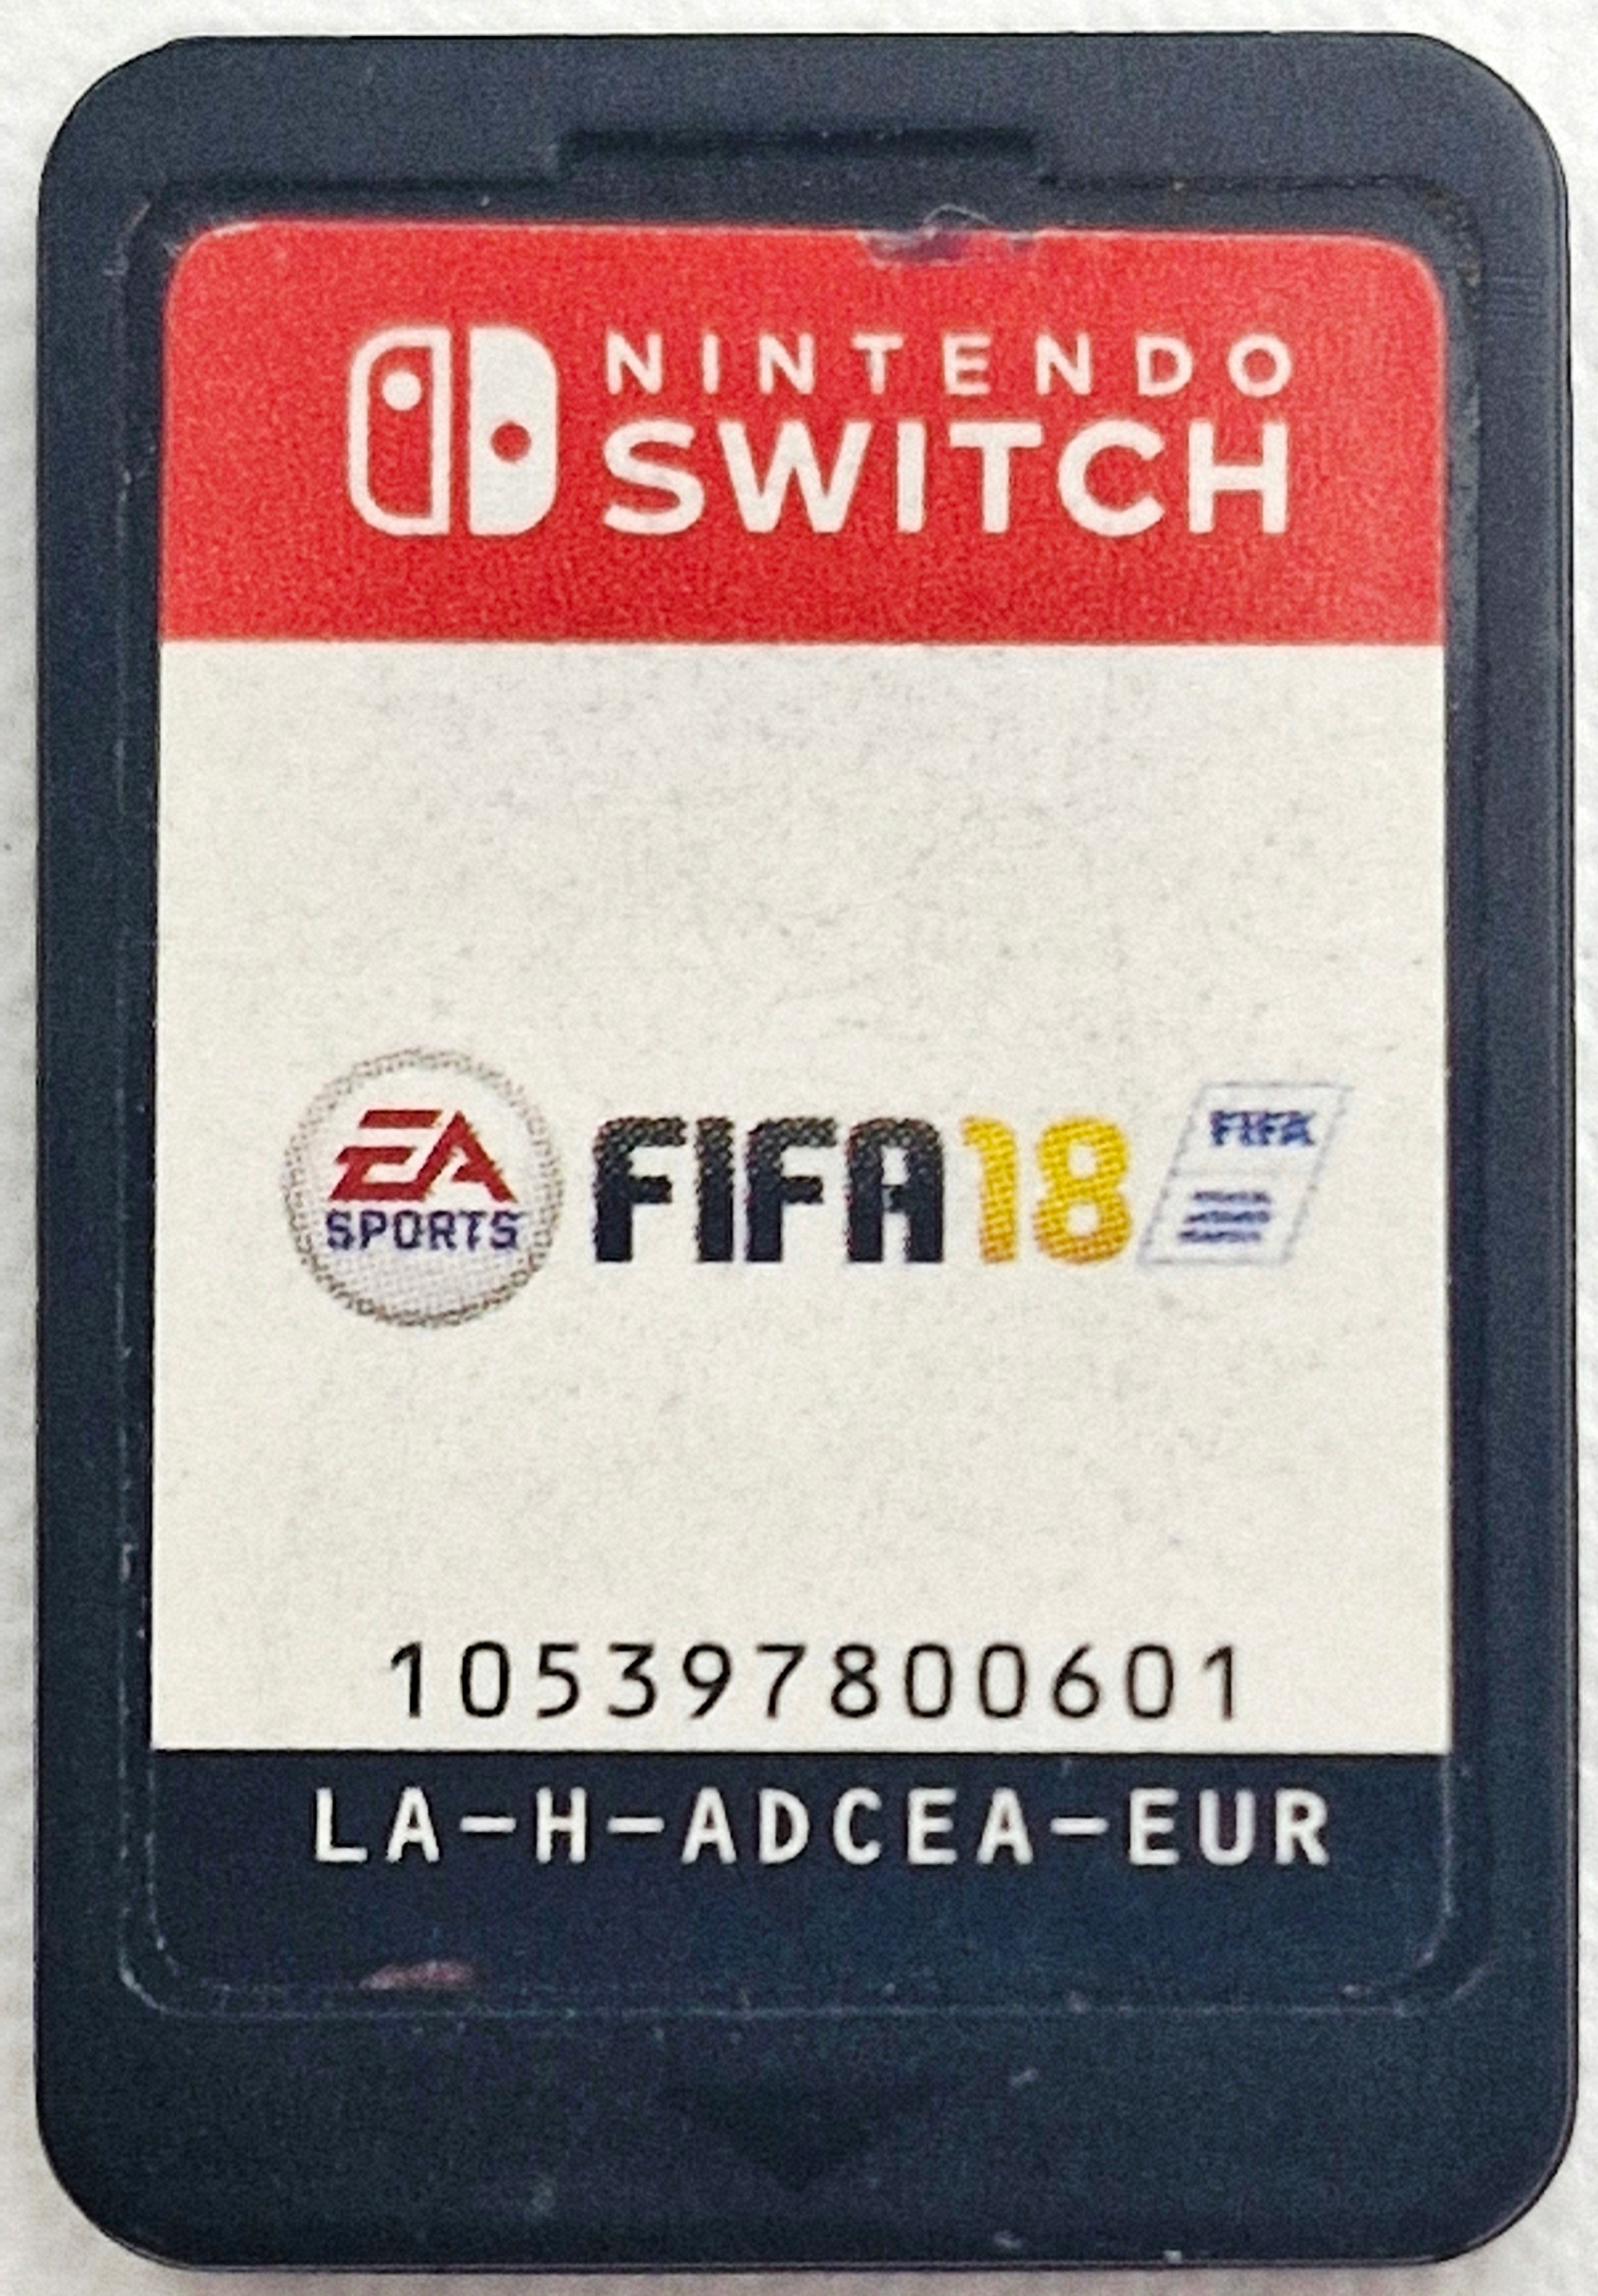 NINTENDO
SWITCH
EA
SPORTS
FIFA18
FIFA
105397800601
LA-H-ADCEA-EUR